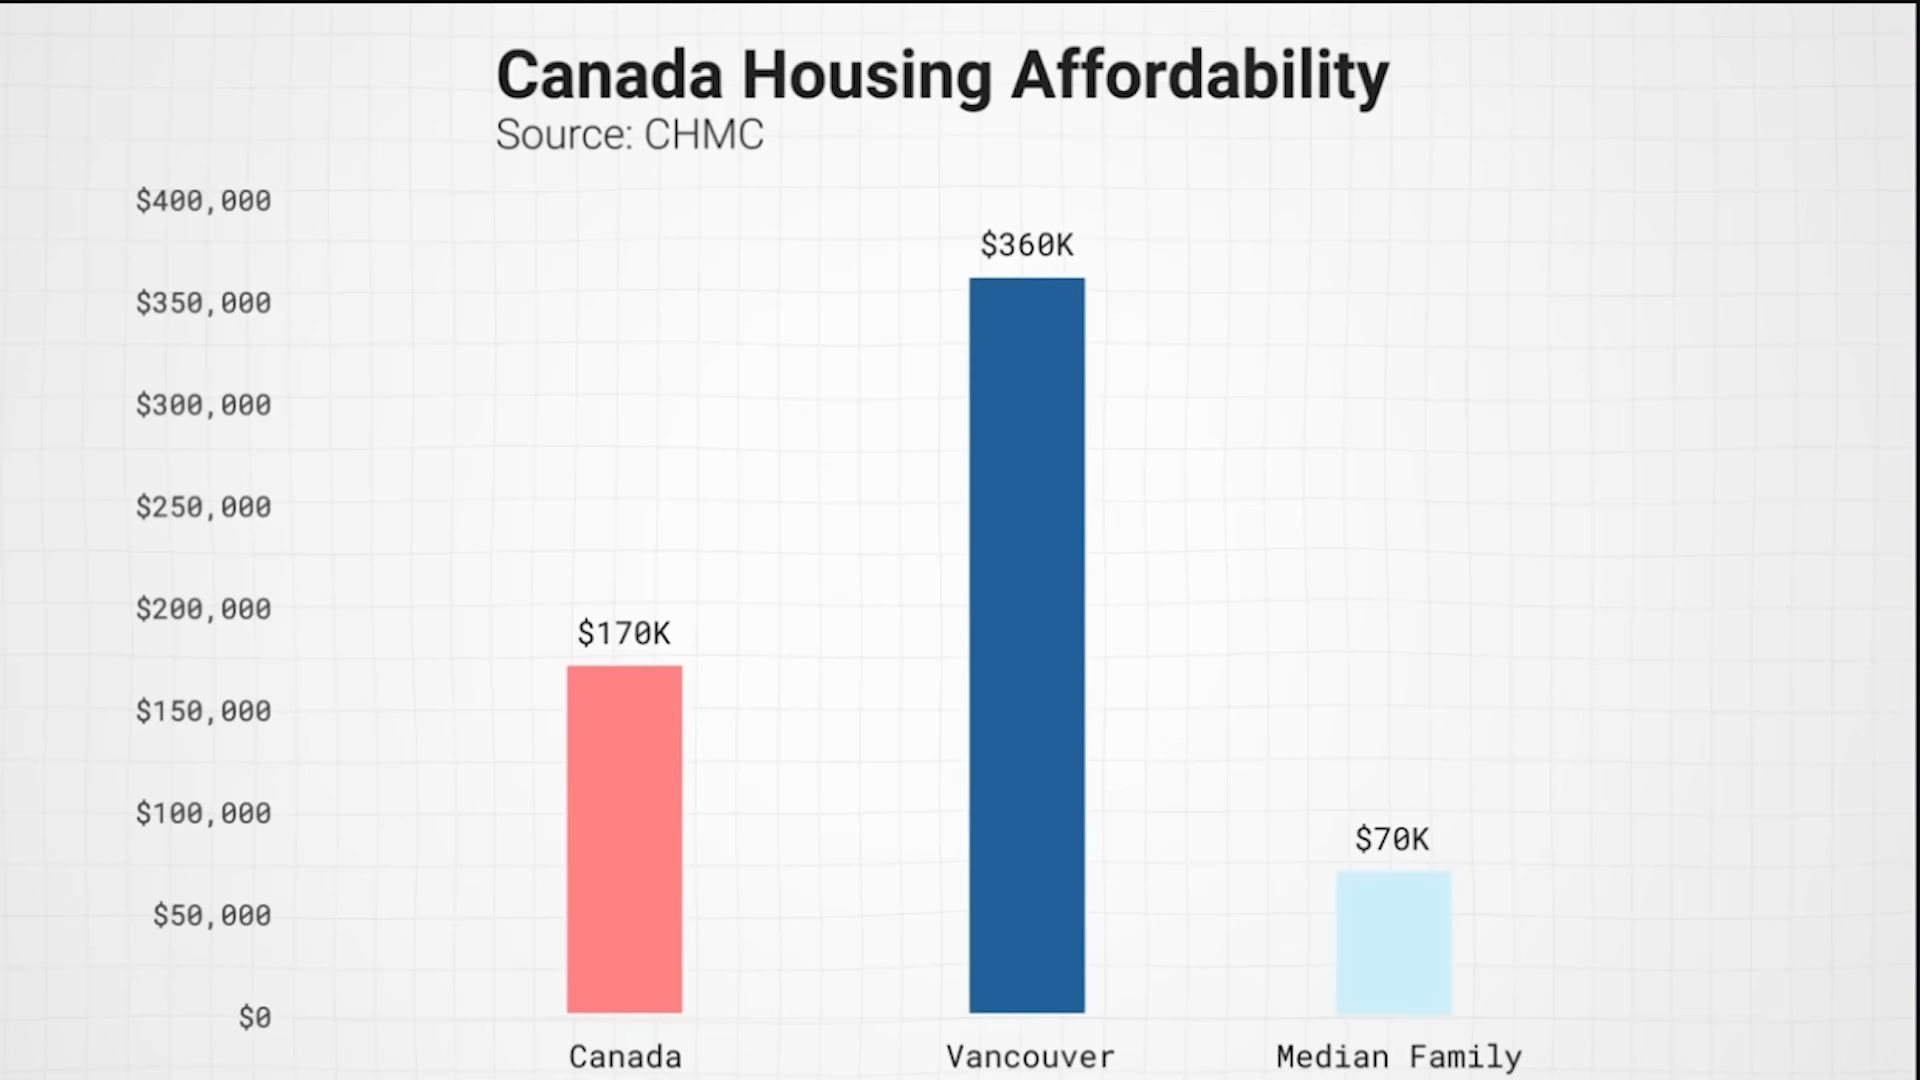 Canada Housing Affordability
Source: CHMC
$400,000
$360K
$350,000
$300,000
$250,000
$200,000
$170K
$150,000
$100,000
$70K
$50,000
$0
Canada Vancouver Median Family